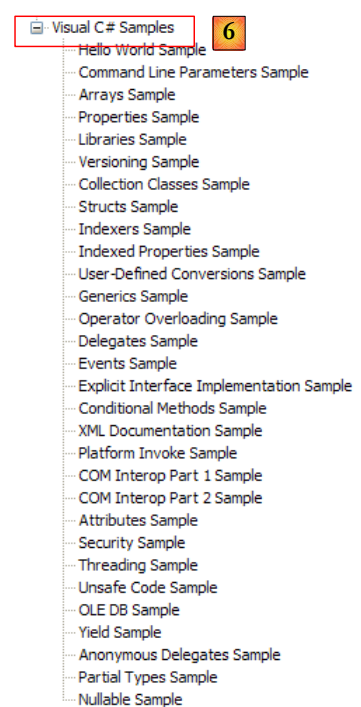 Visual C# Samples
6
Hello World Sample
Command Line Parameters Sample
Arrays Sample
Properties Sample
Libraries Sample
Versioning Sample
Collection Classes Sample
Structs Sample
Indexers Sample
Indexed Properties Sample
User-Defined Conversions Sample
Generics Sample
Operator Overloading Sample
Delegates Sample
Events Sample
Explicit Interface Implementation Sample
Conditional Methods Sample
XML Documentation Sample
Platform Invoke Sample
COM Interop Part 1 Sample
COM Interop Part 2 Sample
Attributes Sample
Security Sample
Threading Sample
Unsafe Code Sample
OLE DB Sample
Yield Sample
Anonymous Delegates Sample
Partial Types Sample
Nullable Sample